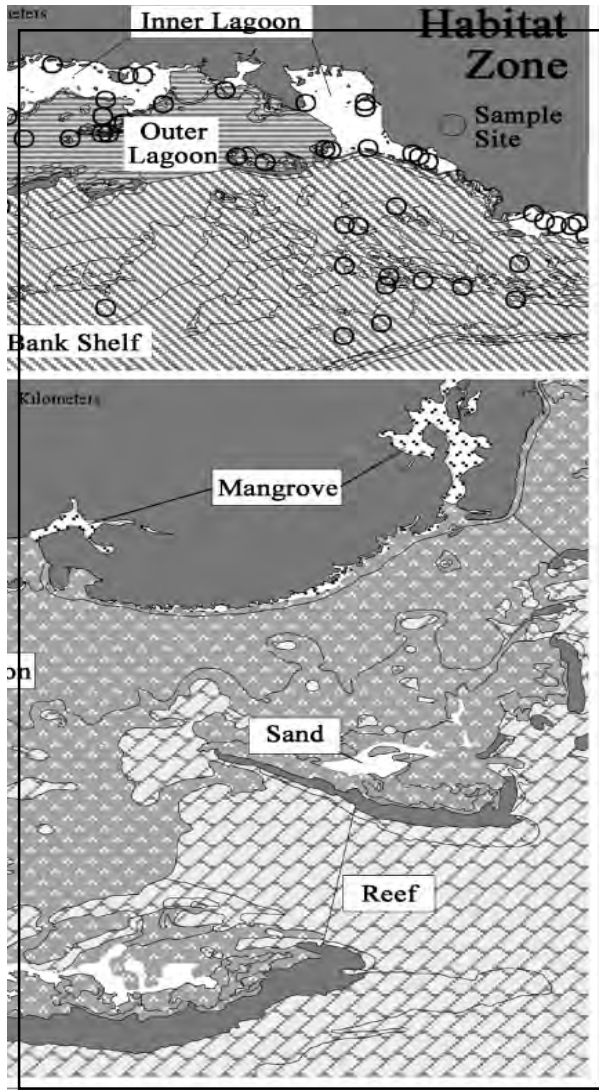 Inner Lagoon
Habitat
Zone
Sample
Site
Outer
Lagoon
Bank Shelf
Kilometers
Mangrove
on
Sand
Reef